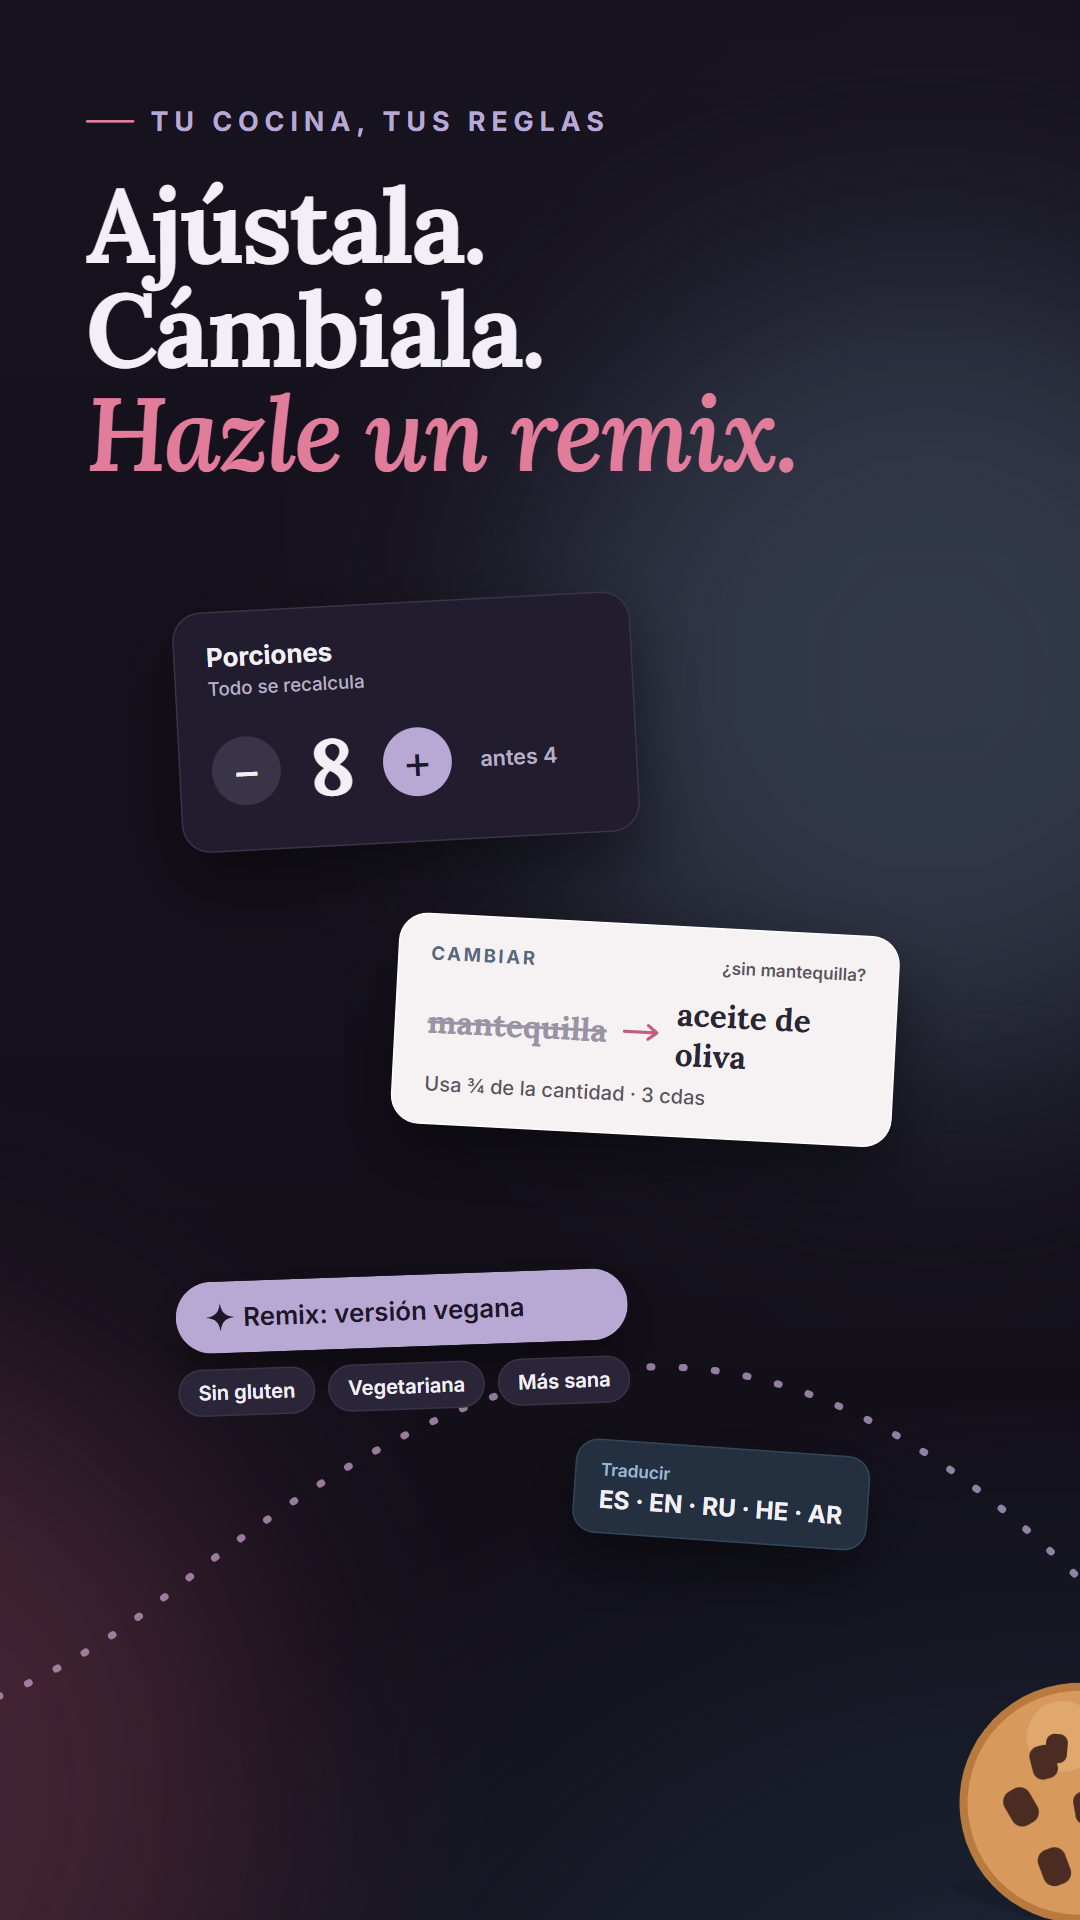 TU COCINA, TUS REGLAS
Ajústala.
Cámbiala.
Hazle un remix.
Porciones
Todo se recalcula
– 8 + antes 4
CAMBIAR
¿sin mantequilla?
mantequilla → aceite de
oliva
Usa ¾ de la cantidad · 3 cdas
Remix: versión vegana
Sin gluten
Vegetariana
Más sana
Traducir
ES · EN · RU · HE · AR